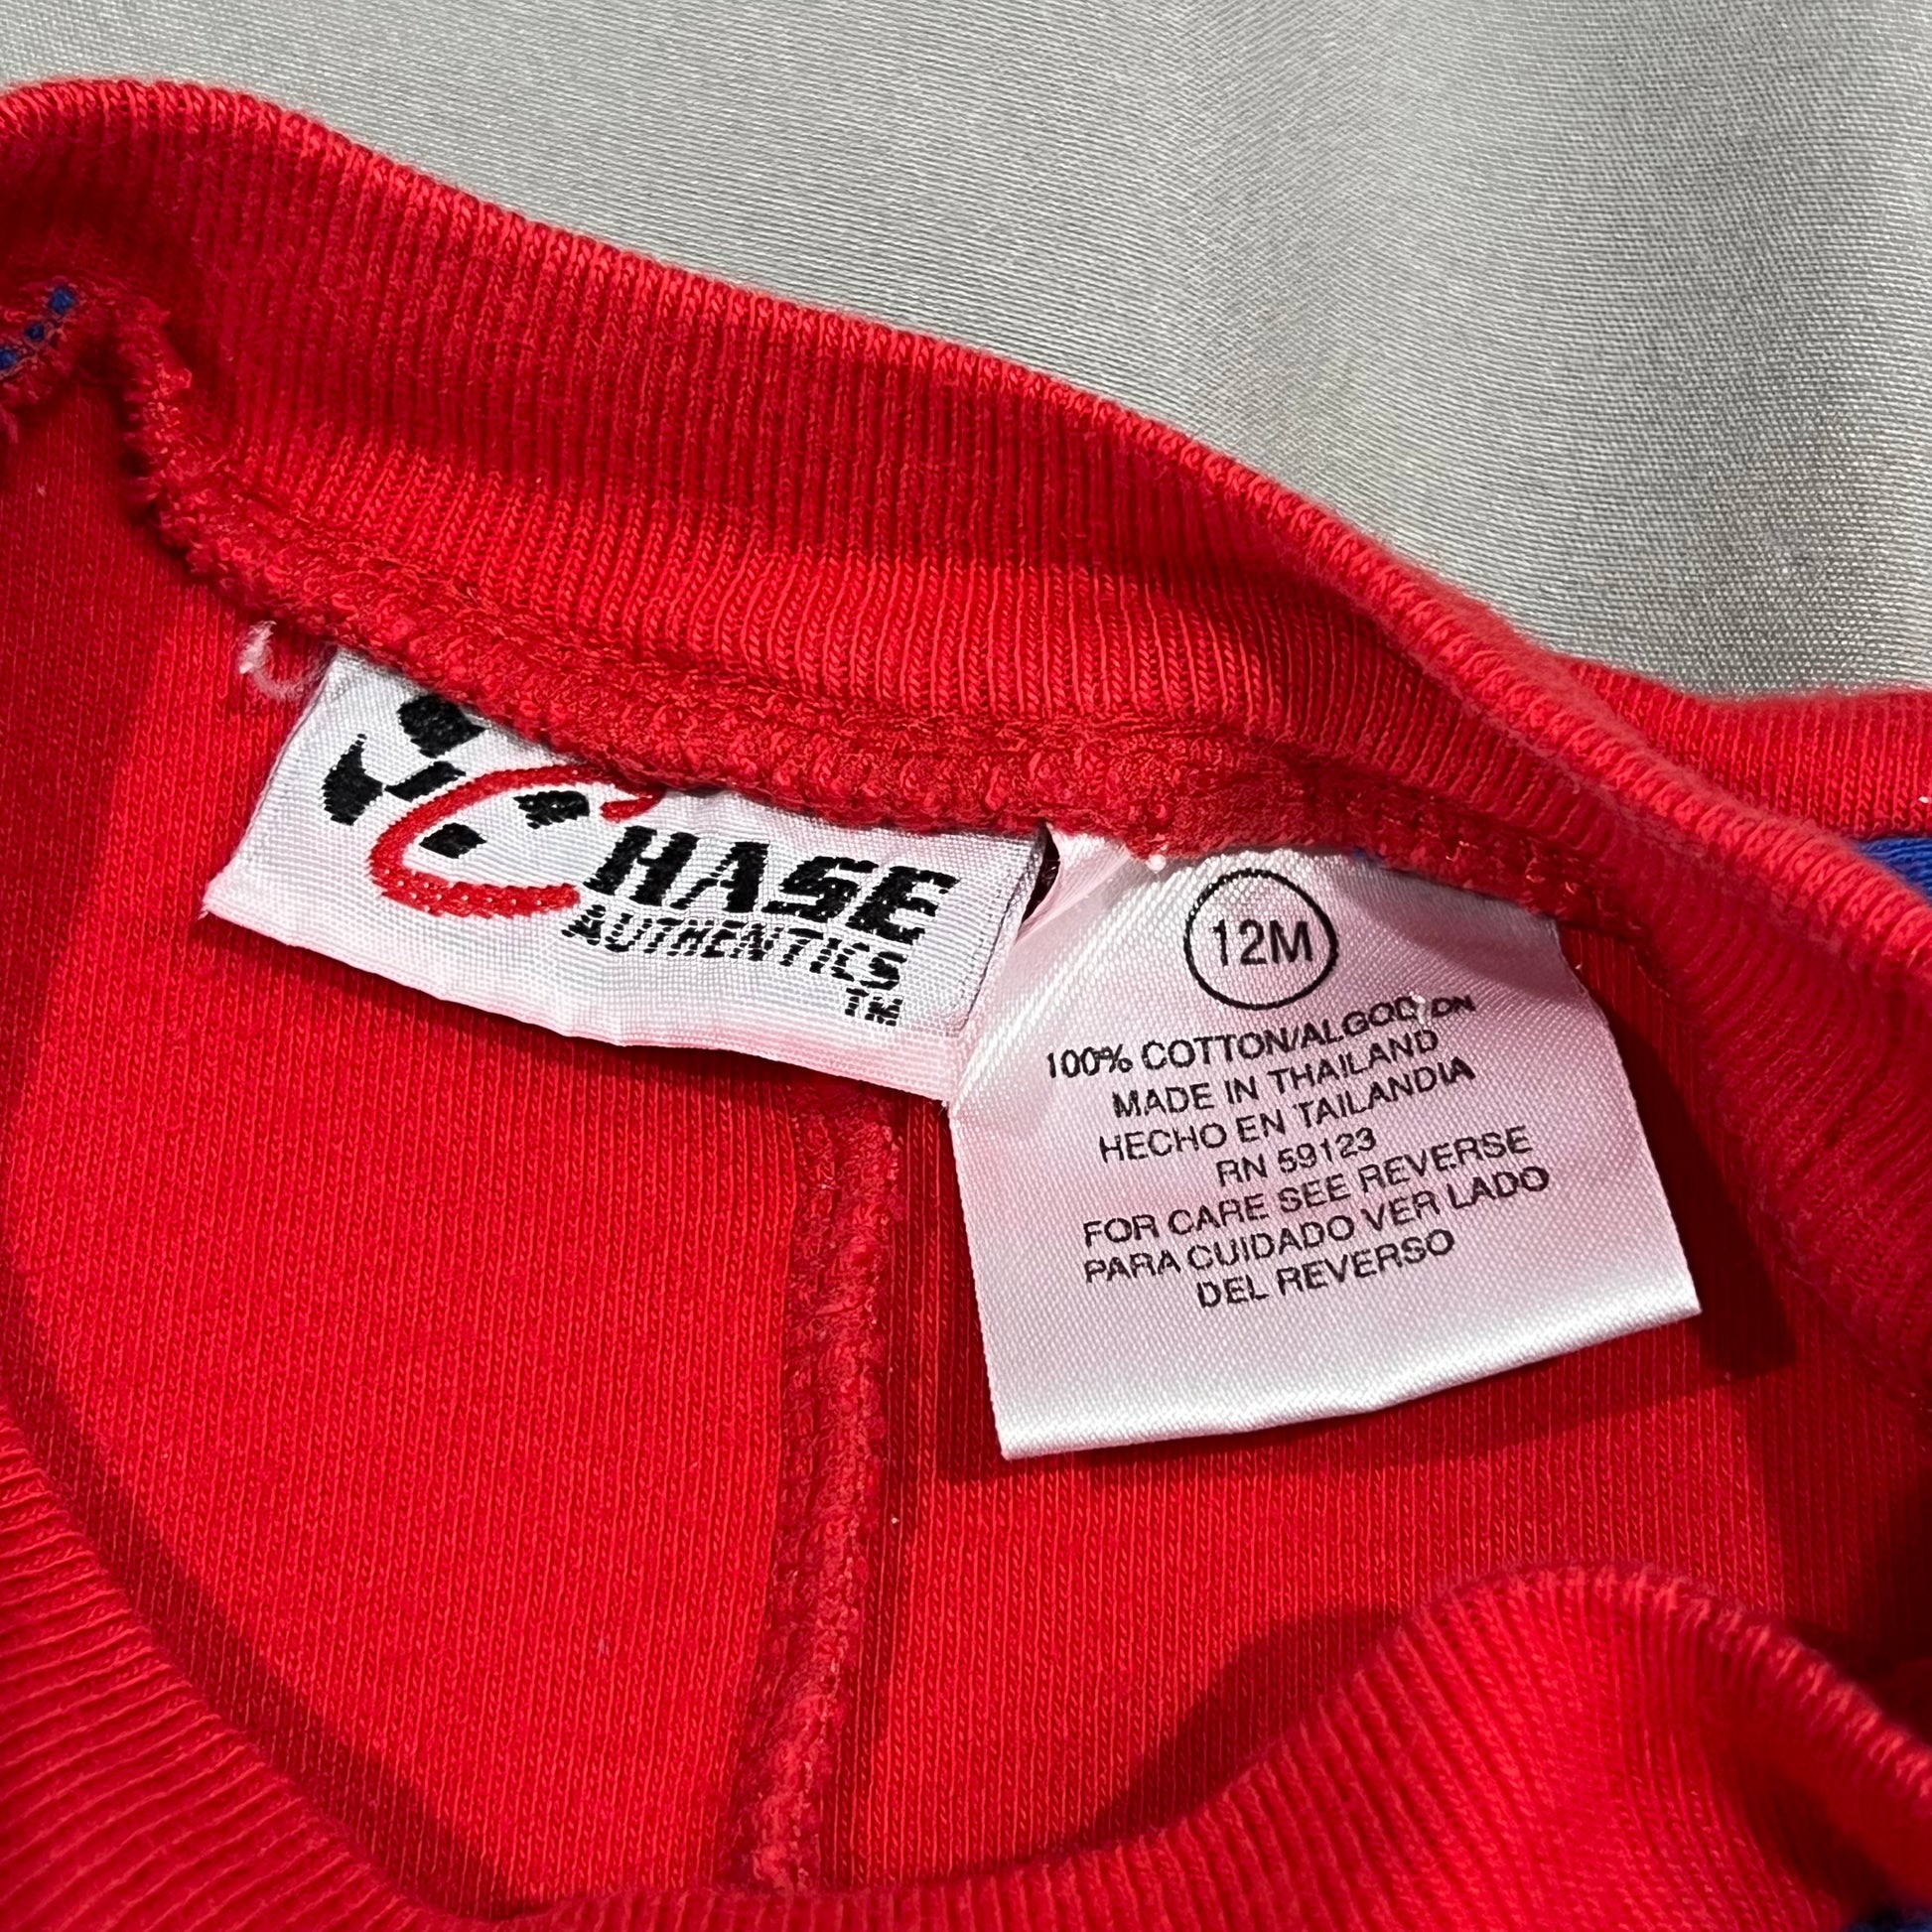 CHASE
AUTHENTICS
TM
12M
100% COTTON/ALGODON
MADE IN THAILAND
HECHO EN TAILANDIA
RN 59123
FOR CARE SEE REVERSE
PARA CUIDADO VER LADO
DEL REVERSO